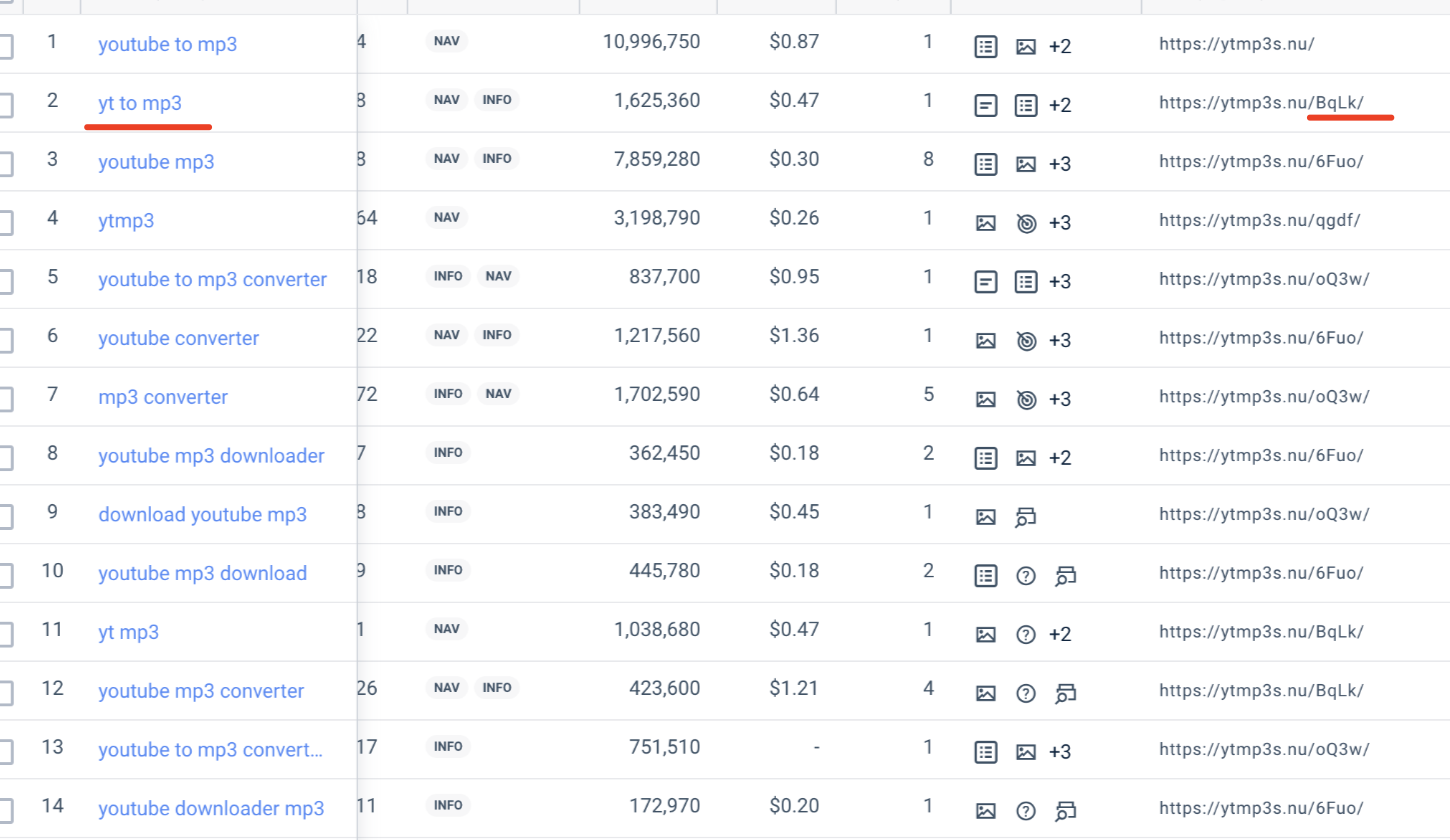 1 youtube to mp3 4 NAV 10,996,750 $0.87 1 +2 https://ytmp3s.nu/
2 yt to mp3 8 NAV INFO 1,625,360 $0.47 1 +2 https://ytmp3s.nu/BqLk/
3 youtube mp3 8 NAV INFO 7,859,280 $0.30 8 +3 https://ytmp3s.nu/6Fuo/
4 ytmp3 64 NAV 3,198,790 $0.26 1 +3 https://ytmp3s.nu/qgdf/
5 youtube to mp3 converter 18 INFO NAV 837,700 $0.95 1 +3 https://ytmp3s.nu/oQ3w/
6 youtube converter 22 NAV INFO 1,217,560 $1.36 1 +3 https://ytmp3s.nu/6Fuo/
7 mp3 converter 72 INFO NAV 1,702,590 $0.64 5 +3 https://ytmp3s.nu/oQ3w/
8 youtube mp3 downloader 7 INFO 362,450 $0.18 2 +2 https://ytmp3s.nu/6Fuo/
9 download youtube mp3 8 INFO 383,490 $0.45 1 https://ytmp3s.nu/oQ3w/
10 youtube mp3 download 9 INFO 445,780 $0.18 2 https://ytmp3s.nu/6Fuo/
11 yt mp3 1 NAV 1,038,680 $0.47 1 +2 https://ytmp3s.nu/BqLk/
12 youtube mp3 converter 26 NAV INFO 423,600 $1.21 4 https://ytmp3s.nu/BqLk/
13 youtube to mp3 convert... 17 INFO 751,510 - 1 +3 https://ytmp3s.nu/oQ3w/
14 youtube downloader mp3 11 INFO 172,970 $0.20 1 https://ytmp3s.nu/6Fuo/